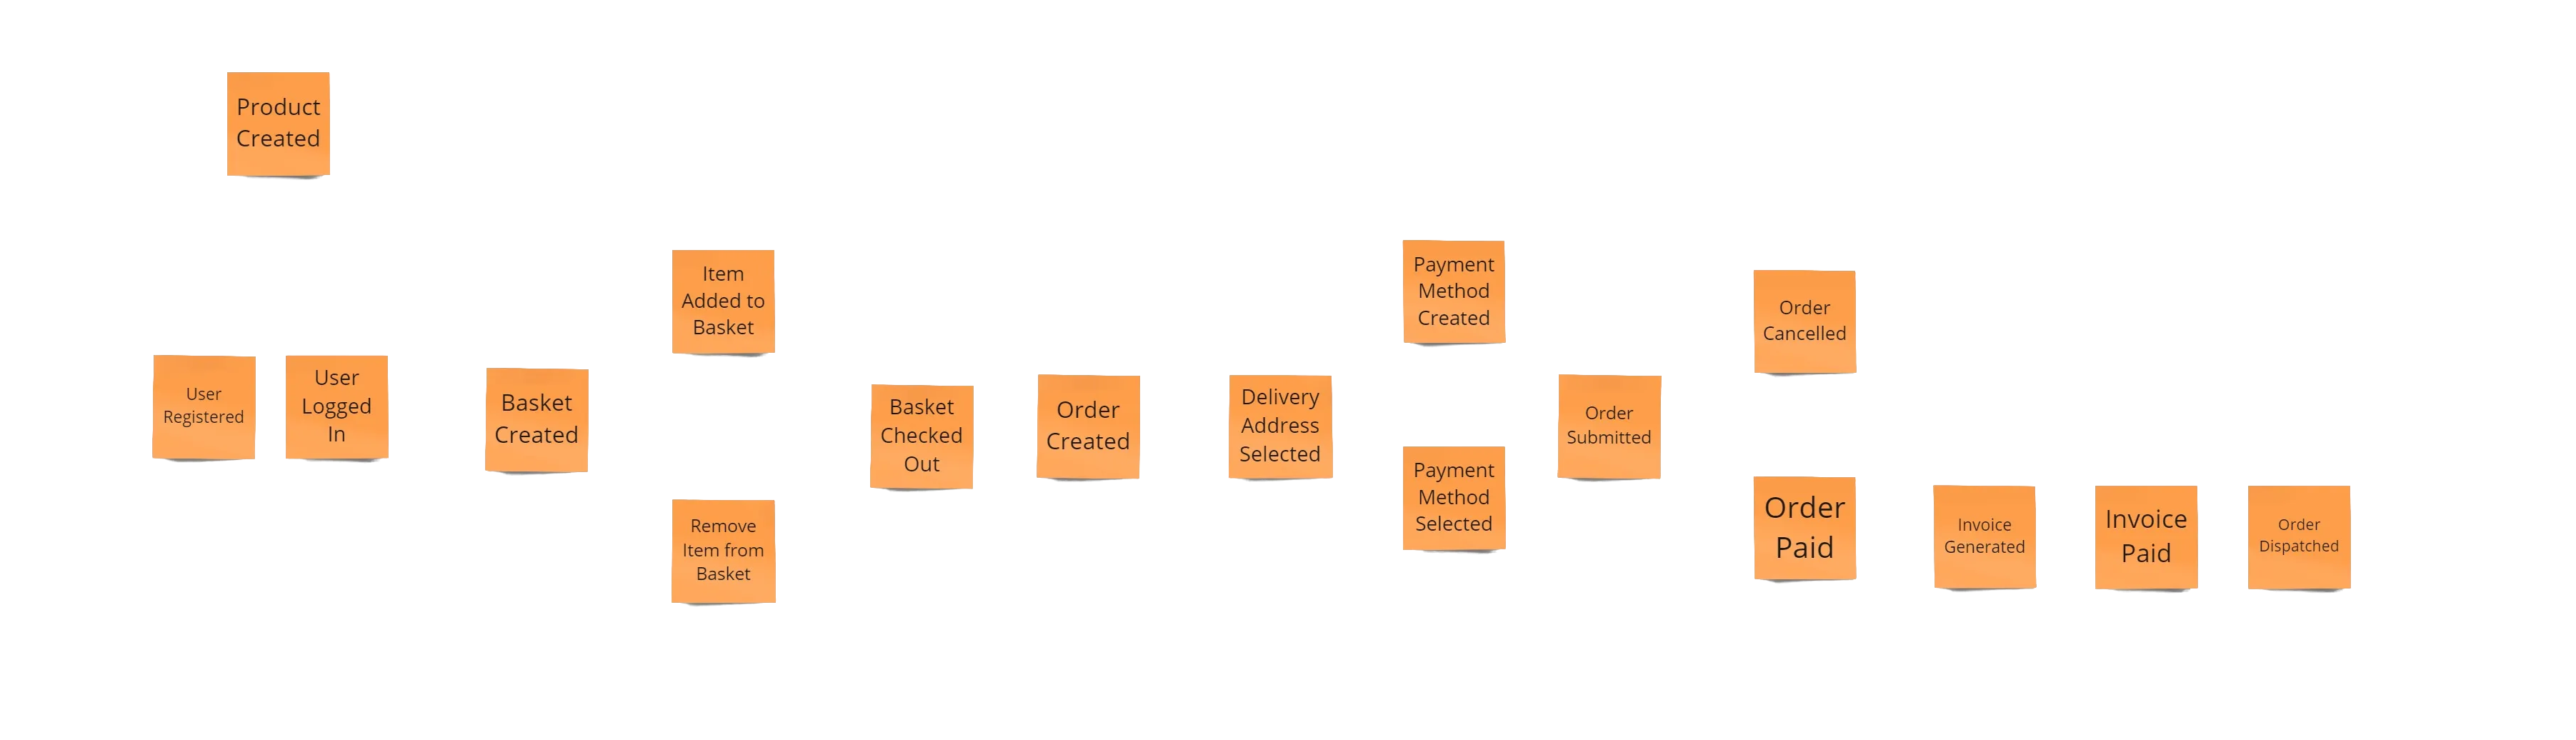 Product
Created
User
Registered
User
Logged
In
Basket
Created
Item
Added to
Basket
Remove
Item from
Basket
Basket
Checked
Out
Order
Created
Delivery
Address
Selected
Payment
Method
Created
Payment
Method
Selected
Order
Submitted
Order
Cancelled
Order
Paid
Invoice
Generated
Invoice
Paid
Order
Dispatched